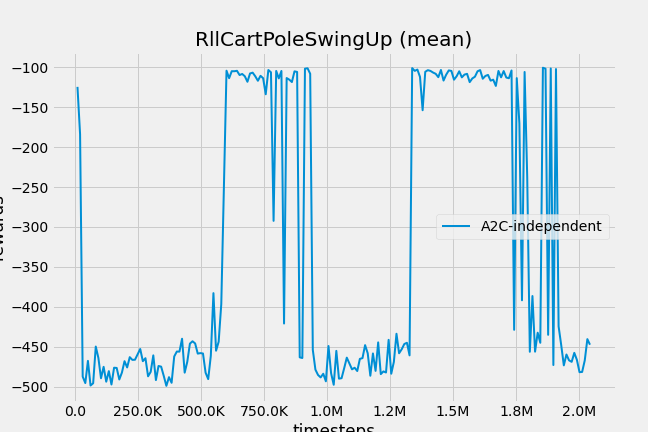 RllCartPoleSwingUp (mean)
−100
−150
−200
−250
−300
−350
−400
−450
−500
A2C-independent
0.0
250.0K
500.0K
750.0K
1.0M
1.2M
1.5M
1.8M
2.0M
timesteps